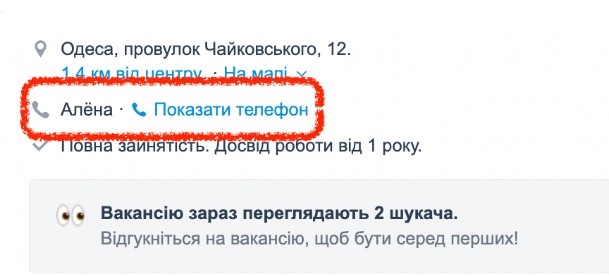 Одеса, провулок Чайковського, 12.
1,4 км від центру · На мапі
Алёна · Показати телефон
Повна зайнятість. Досвід роботи від 1 року.
Вакансію зараз переглядають 2 шукача.
Відгукніться на вакансію, щоб бути серед перших!